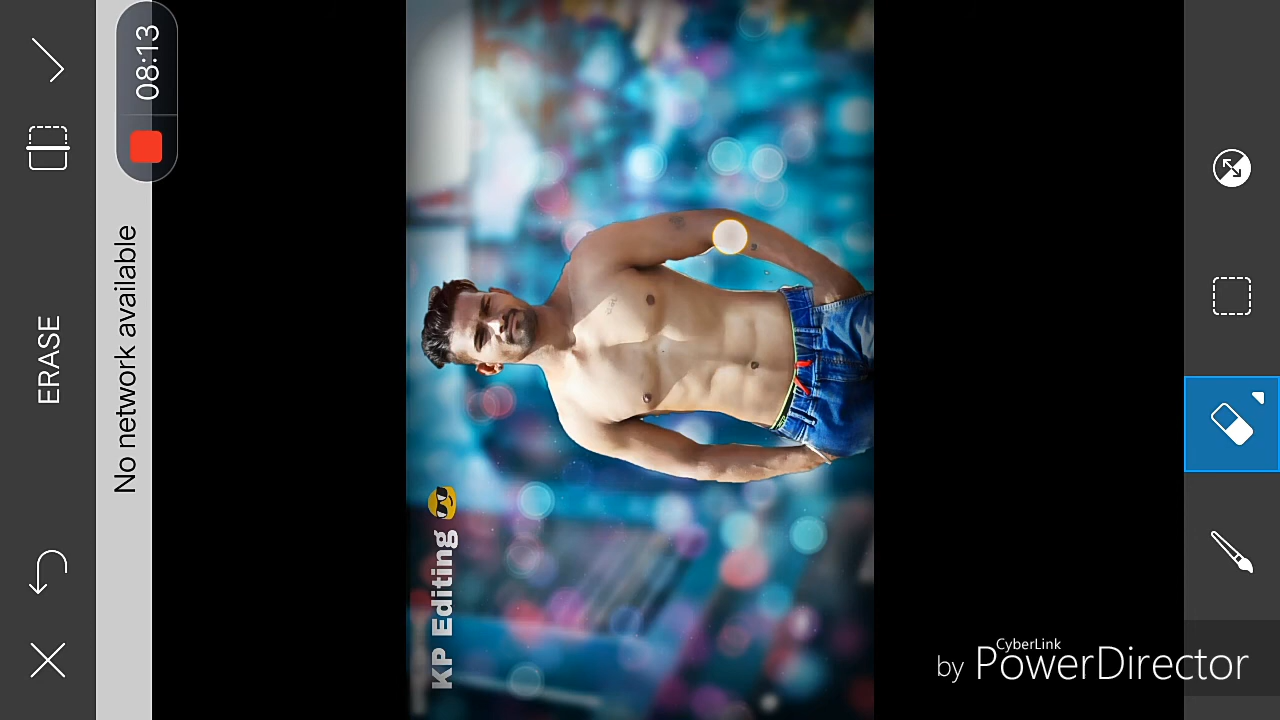 08:13
ERASE
No network available
KP Editing 😎
CyberLink
by PowerDirector